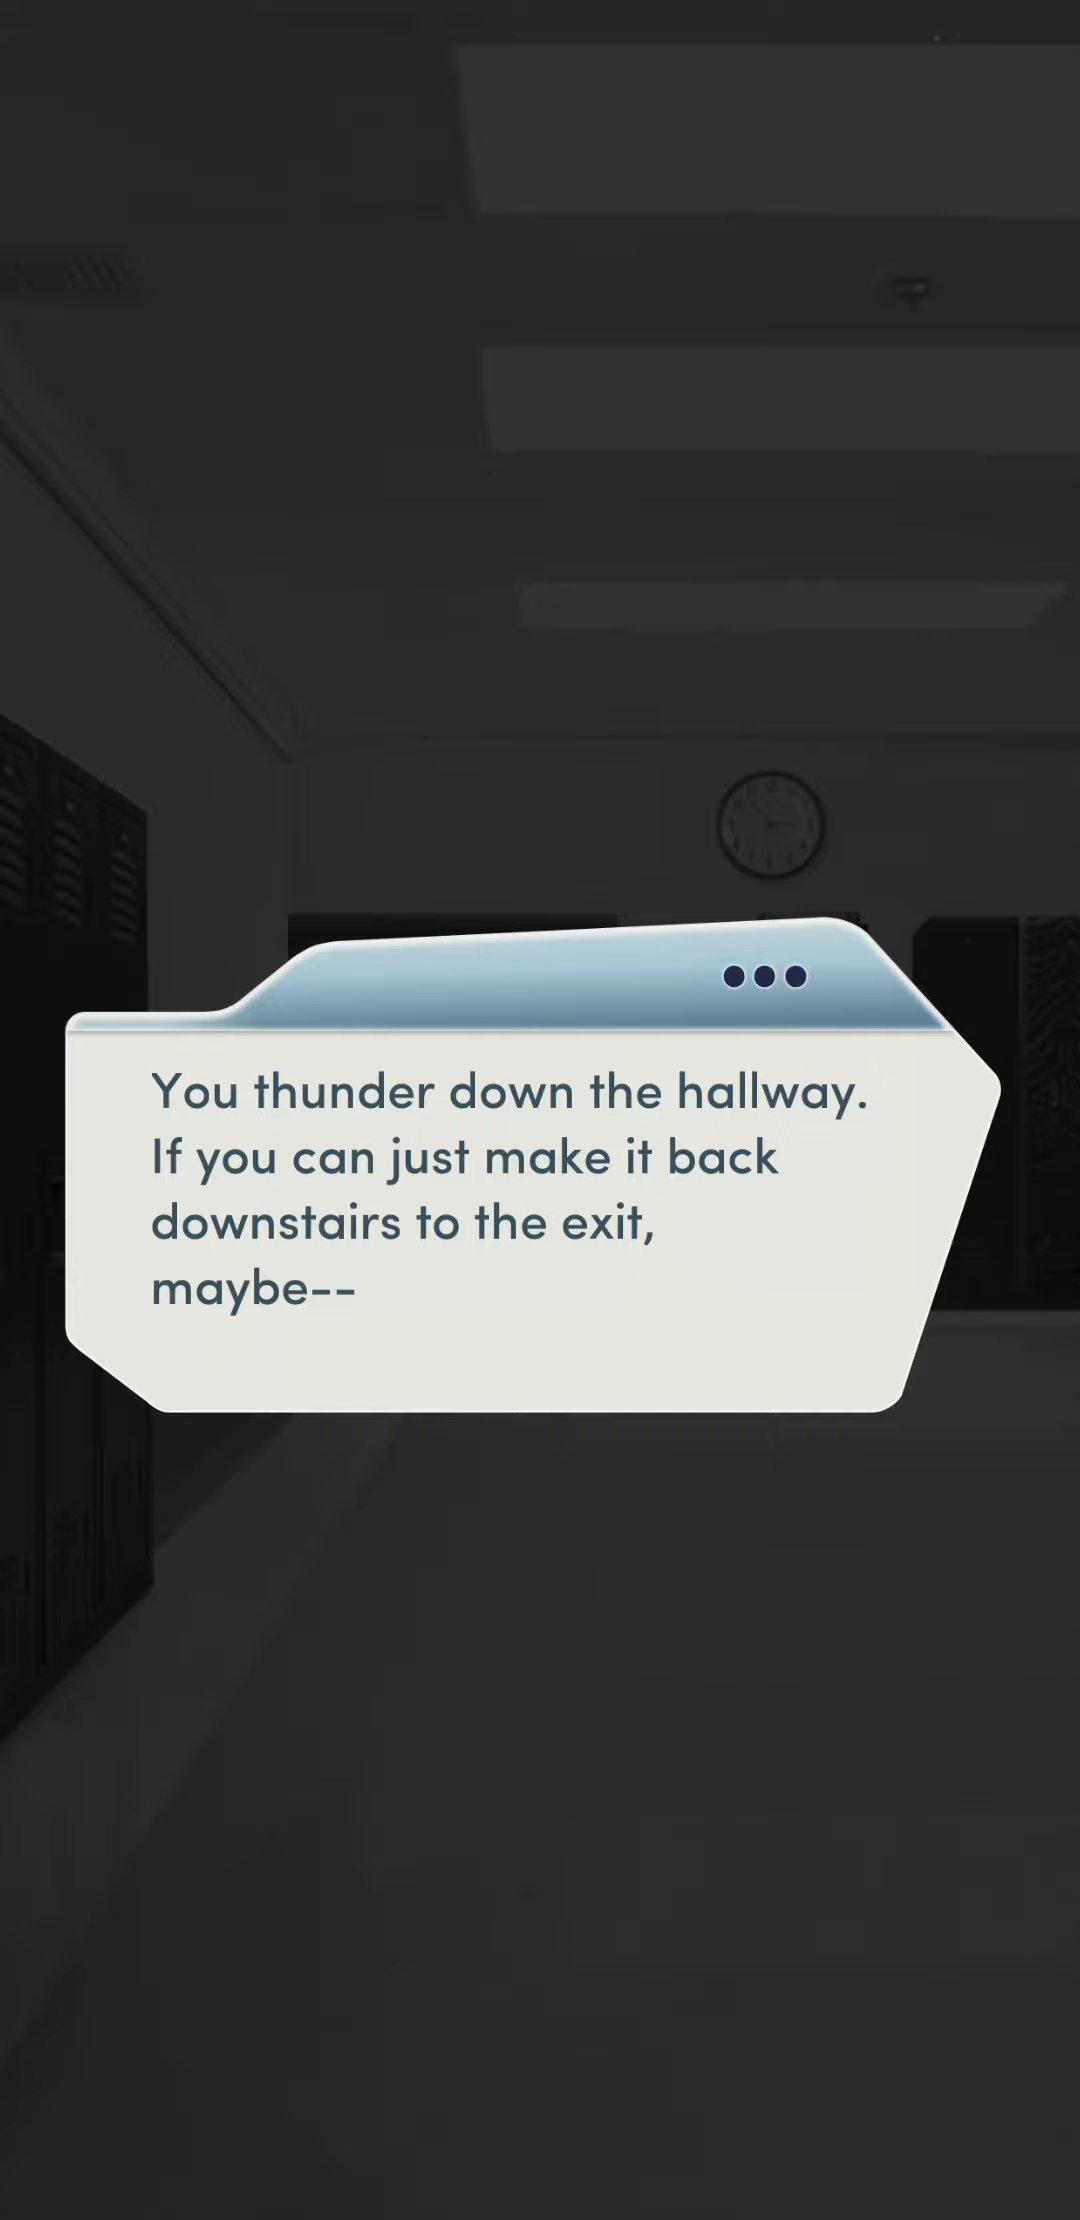 You thunder down the hallway.
If you can just make it back
downstairs to the exit,
maybe--